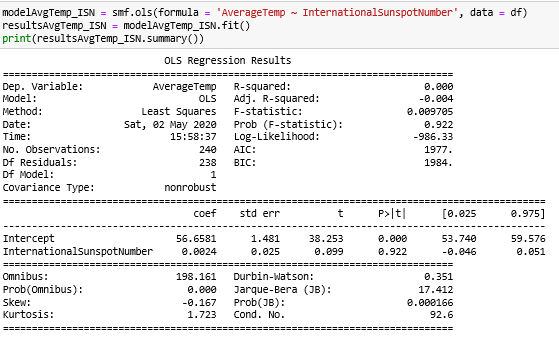 modelAvgTemp_ISN = smf.ols(formula = 'AverageTemp ~ InternationalSunspotNumber', data = df)
resultsAvgTemp_ISN = modelAvgTemp_ISN.fit()
print(resultsAvgTemp_ISN.summary())
OLS Regression Results
==============================================================================
Dep. Variable: AverageTemp R-squared: 0.000
Model: OLS Adj. R-squared: -0.004
Method: Least Squares F-statistic: 0.009705
Date: Sat, 02 May 2020 Prob (F-statistic): 0.922
Time: 15:58:37 Log-Likelihood: -986.33
No. Observations: 240 AIC: 1977.
Df Residuals: 238 BIC: 1984.
Df Model: 1
Covariance Type: nonrobust
==============================================================================================
coef std err t P>|t| [0.025 0.975]
----------------------------------------------------------------------------------------------
Intercept 56.6581 1.481 38.253 0.000 53.740 59.576
InternationalSunspotNumber 0.0024 0.025 0.099 0.922 -0.046 0.051
==============================================================================
Omnibus: 198.161 Durbin-Watson: 0.351
Prob(Omnibus): 0.000 Jarque-Bera (JB): 17.412
Skew: -0.167 Prob(JB): 0.000166
Kurtosis: 1.723 Cond. No. 92.6
==============================================================================